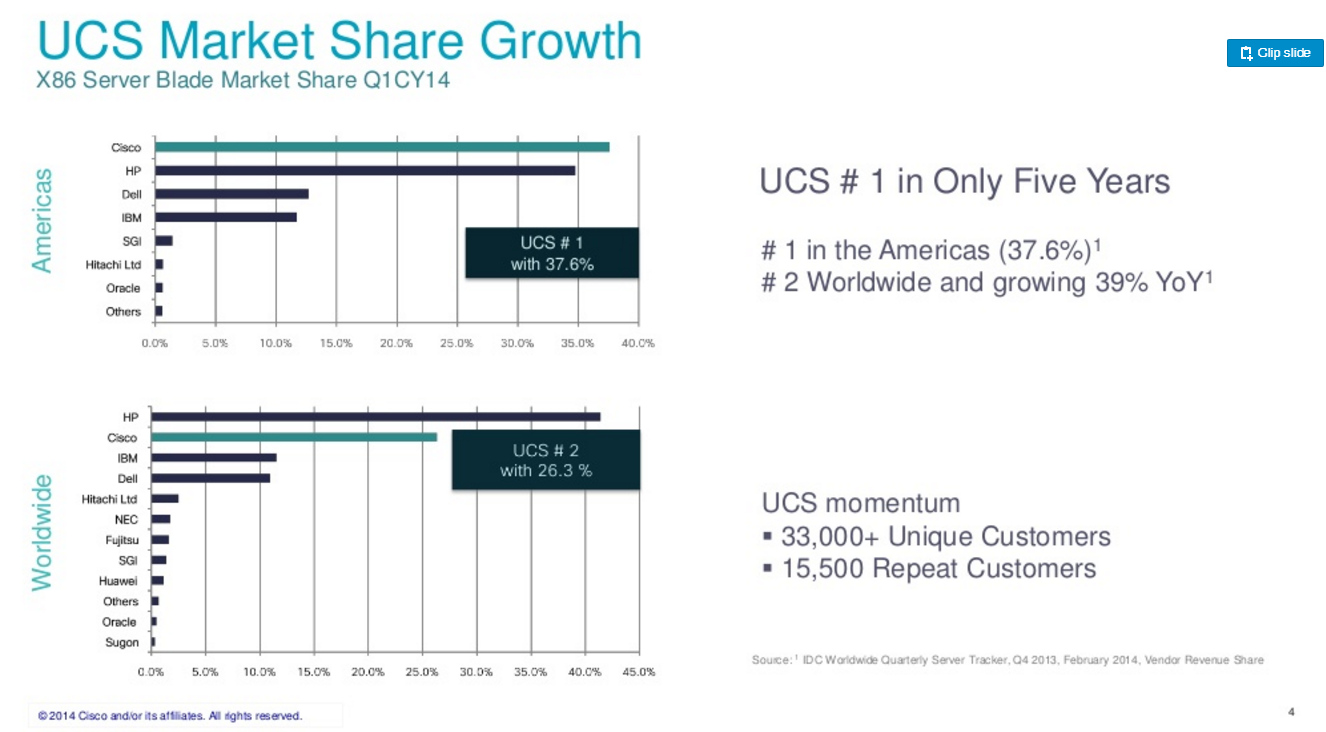 UCS Market Share Growth
X86 Server Blade Market Share Q1CY14
Clip slide
Americas
Cisco
HP
Dell
IBM
SGI
Hitachi Ltd
Oracle
Others
UCS # 1
with 37.6%
0.0% 5.0% 10.0% 15.0% 20.0% 25.0% 30.0% 35.0% 40.0%
UCS # 1 in Only Five Years
# 1 in the Americas (37.6%)¹
# 2 Worldwide and growing 39% YoY¹
Worldwide
HP
Cisco
IBM
Dell
Hitachi Ltd
NEC
Fujitsu
SGI
Huawei
Others
Oracle
Sugon
UCS # 2
with 26.3 %
0.0% 5.0% 10.0% 15.0% 20.0% 25.0% 30.0% 35.0% 40.0% 45.0%
UCS momentum
▪ 33,000+ Unique Customers
▪ 15,500 Repeat Customers
Source: ¹ IDC Worldwide Quarterly Server Tracker, Q4 2013, February 2014, Vendor Revenue Share
© 2014 Cisco and/or its affiliates. All rights reserved.
4